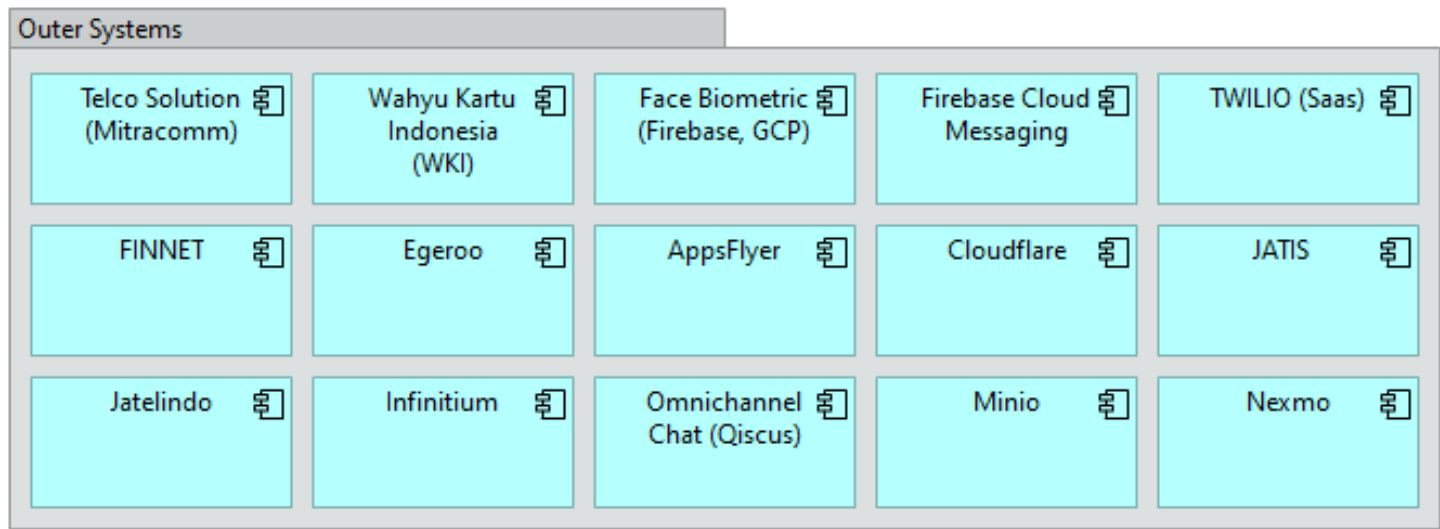 Outer Systems
Telco Solution
(Mitracomm)
Wahyu Kartu
Indonesia
(WKI)
Face Biometric
(Firebase, GCP)
Firebase Cloud
Messaging
TWILIO (Saas)
FINNET
Egeroo
AppsFlyer
Cloudflare
JATIS
Jatelindo
Infinitium
Omnichannel
Chat (Qiscus)
Minio
Nexmo